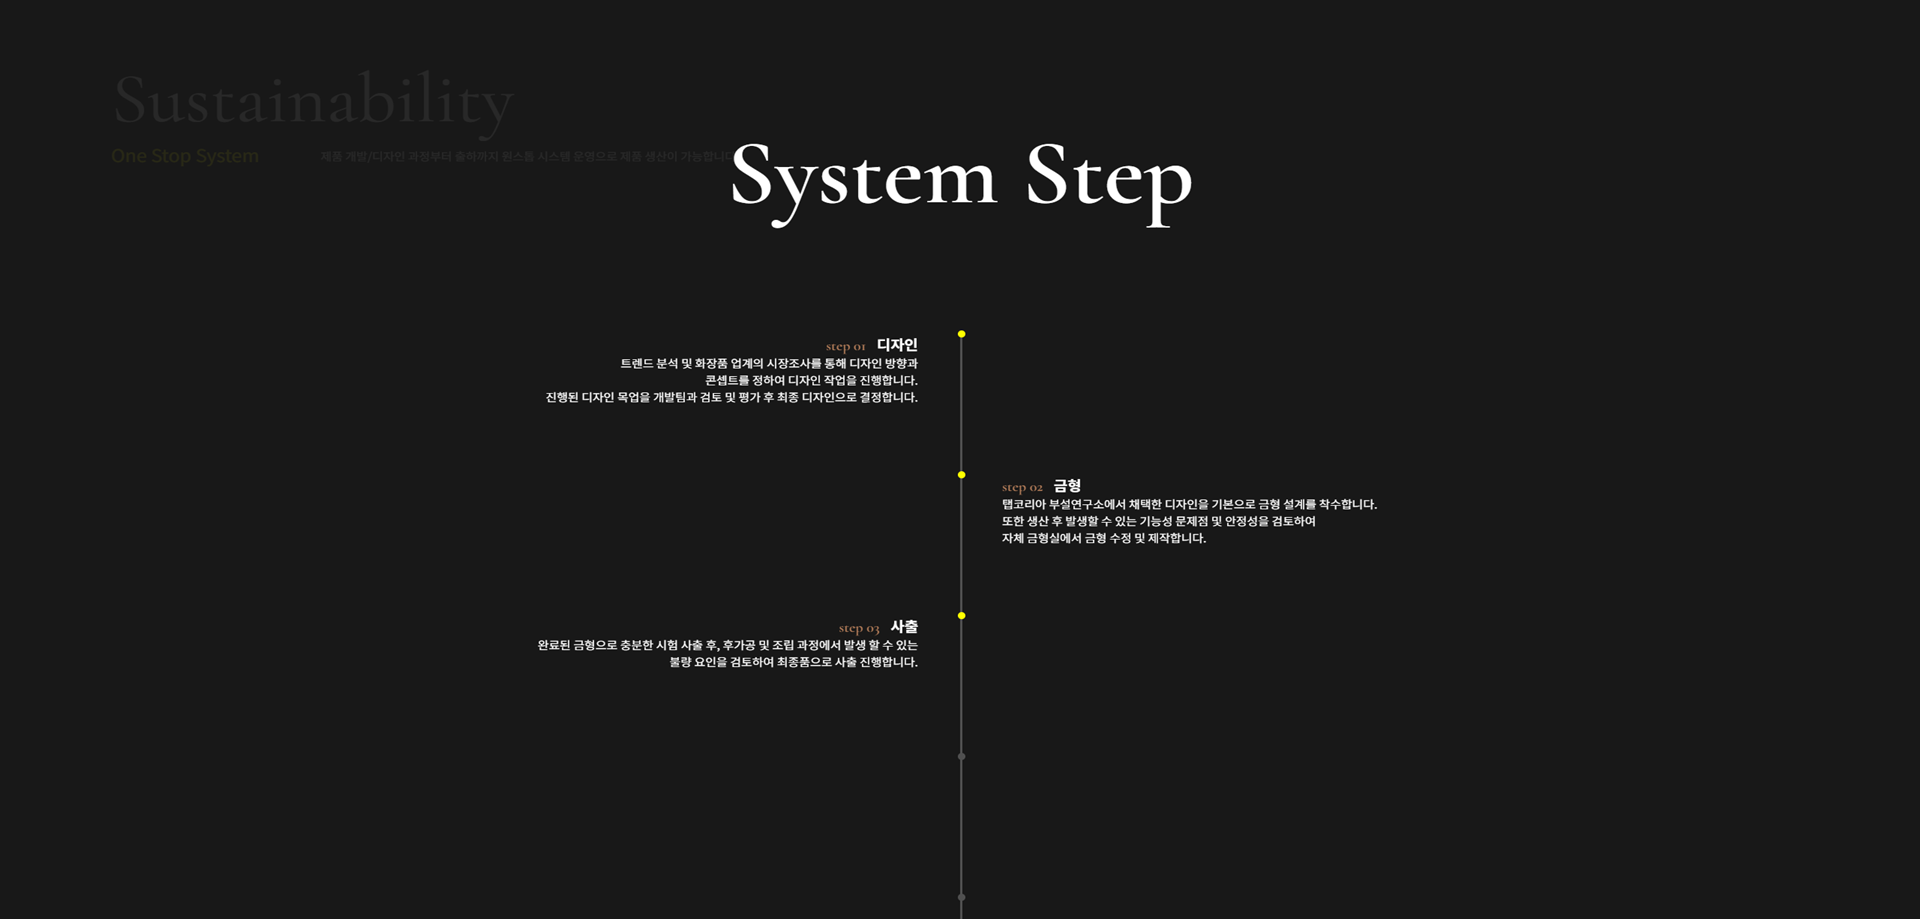 Sustainability
One Stop System
제품 개발/디자인 과정부터 출하까지 원스톱 시스템 운영으로 제품 생산이 가능합니다
System Step
step 01 디자인
트렌드 분석 및 화장품 업계의 시장조사를 통해 디자인 방향과
콘셉트를 정하여 디자인 작업을 진행합니다.
진행된 디자인 목업을 개발팀과 검토 및 평가 후 최종 디자인으로 결정합니다.
step 02 금형
탭코리아 부설연구소에서 채택한 디자인을 기본으로 금형 설계를 착수합니다.
또한 생산 후 발생할 수 있는 기능성 문제점 및 안정성을 검토하여
자체 금형실에서 금형 수정 및 제작합니다.
step 03 사출
완료된 금형으로 충분한 시험 사출 후, 후가공 및 조립 과정에서 발생 할 수 있는
불량 요인을 검토하여 최종품으로 사출 진행합니다.